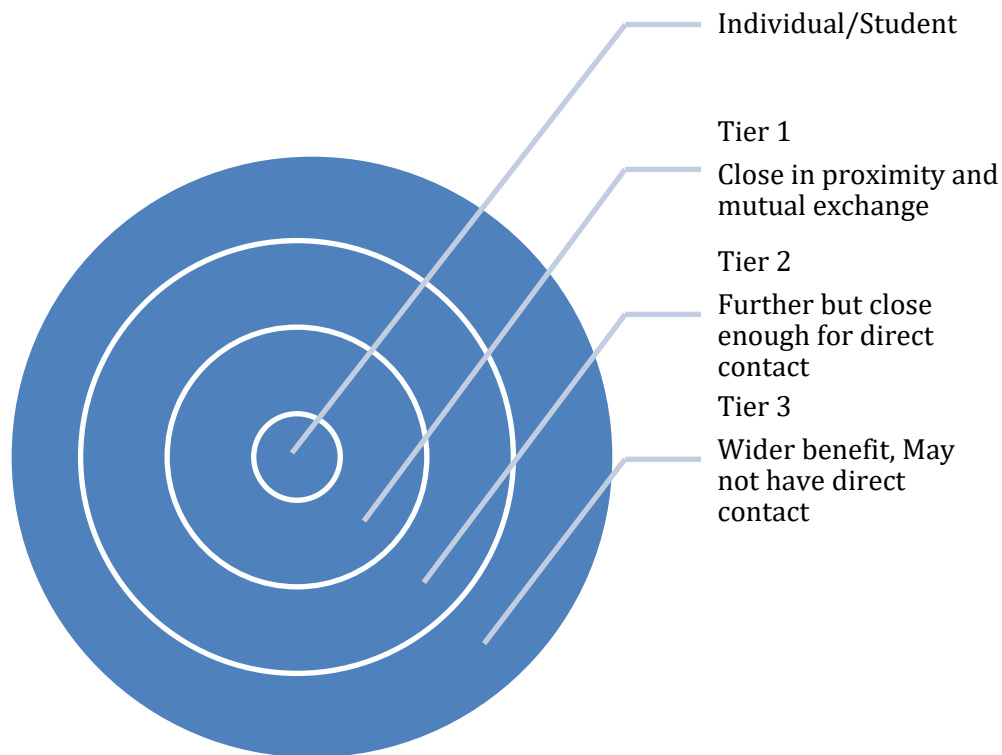 Individual/Student
Tier 1
Close in proximity and
mutual exchange
Tier 2
Further but close
enough for direct
contact
Tier 3
Wider benefit, May
not have direct
contact